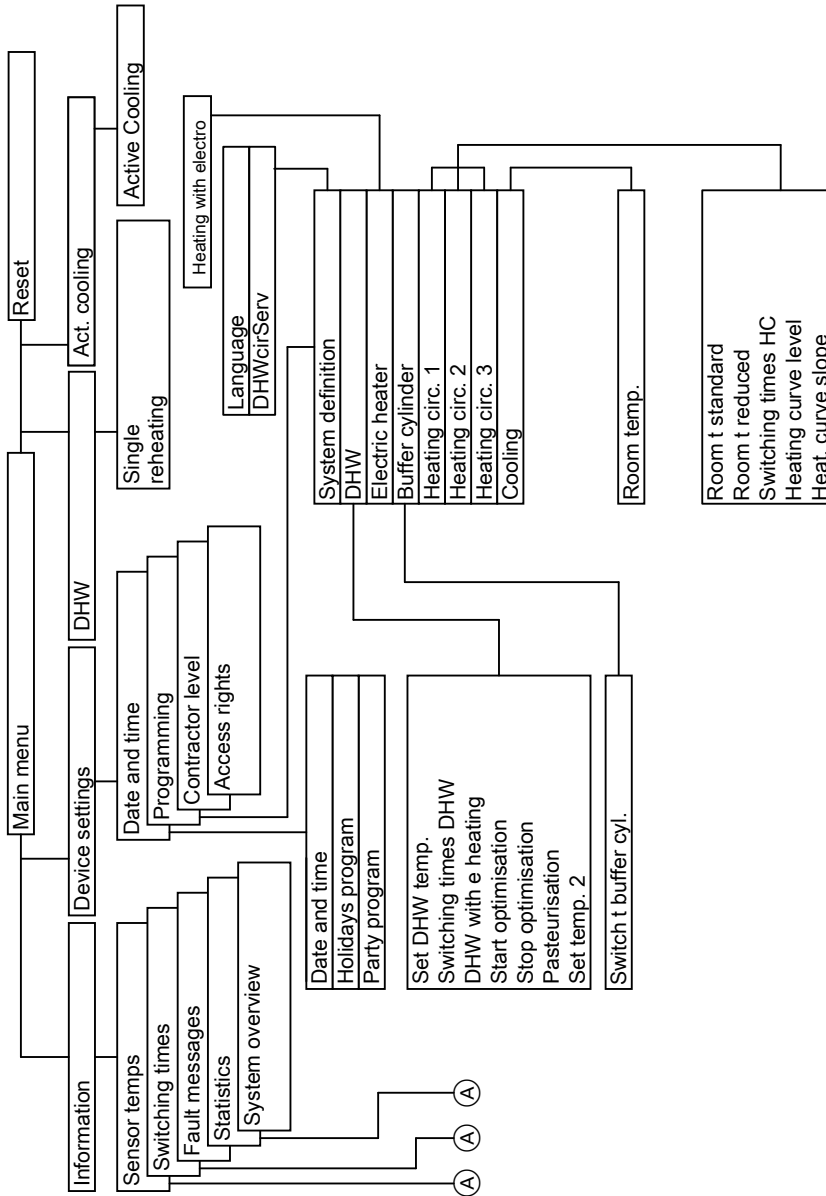 Main menu
Reset
Information
Device settings
DHW
Act. cooling
Sensor temps
Switching times
Fault messages
Statistics
System overview
Date and time
Programming
Contractor level
Access rights
Single
reheating
Active Cooling
A
A
A
Date and time
Holidays program
Party program
Language
DHWcirServ
Heating with electro
System definition
DHW
Electric heater
Buffer cylinder
Heating circ. 1
Heating circ. 2
Heating circ. 3
Cooling
Set DHW temp.
Switching times DHW
DHW with e heating
Start optimisation
Stop optimisation
Pasteurisation
Set temp. 2
Switch t buffer cyl.
Room temp.
Room t standard
Room t reduced
Switching times HC
Heating curve level
Heat. curve slope